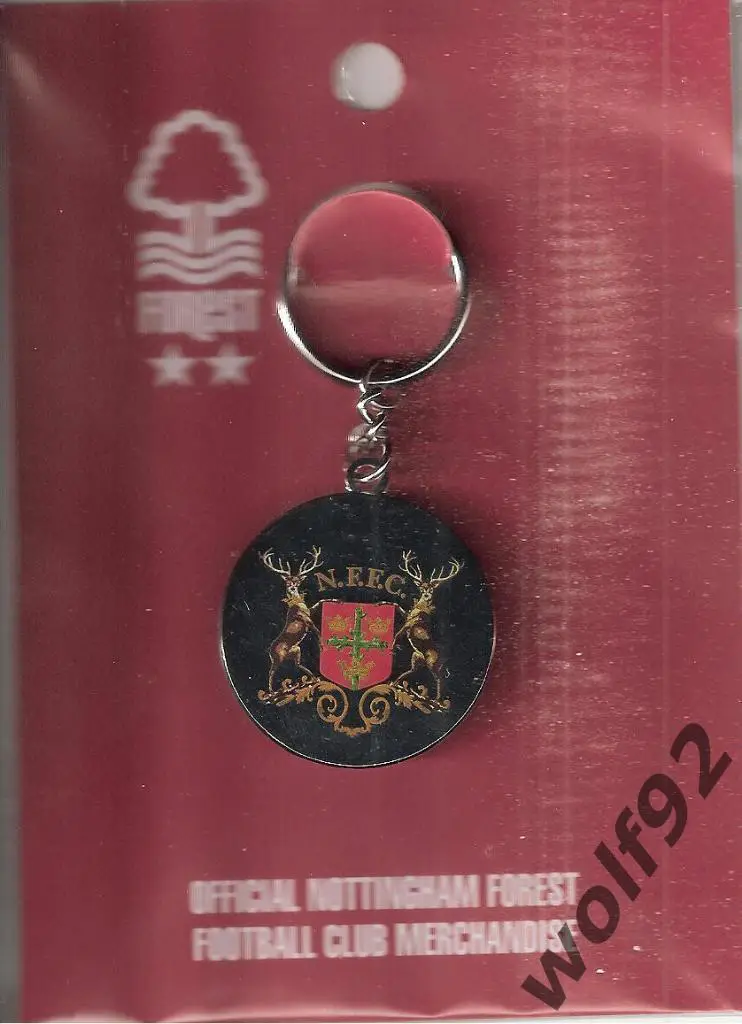 FOREST
N.F.F.C.
OFFICIAL NOTTINGHAM FOREST
FOOTBALL CLUB MERCHANDISE
wolf92